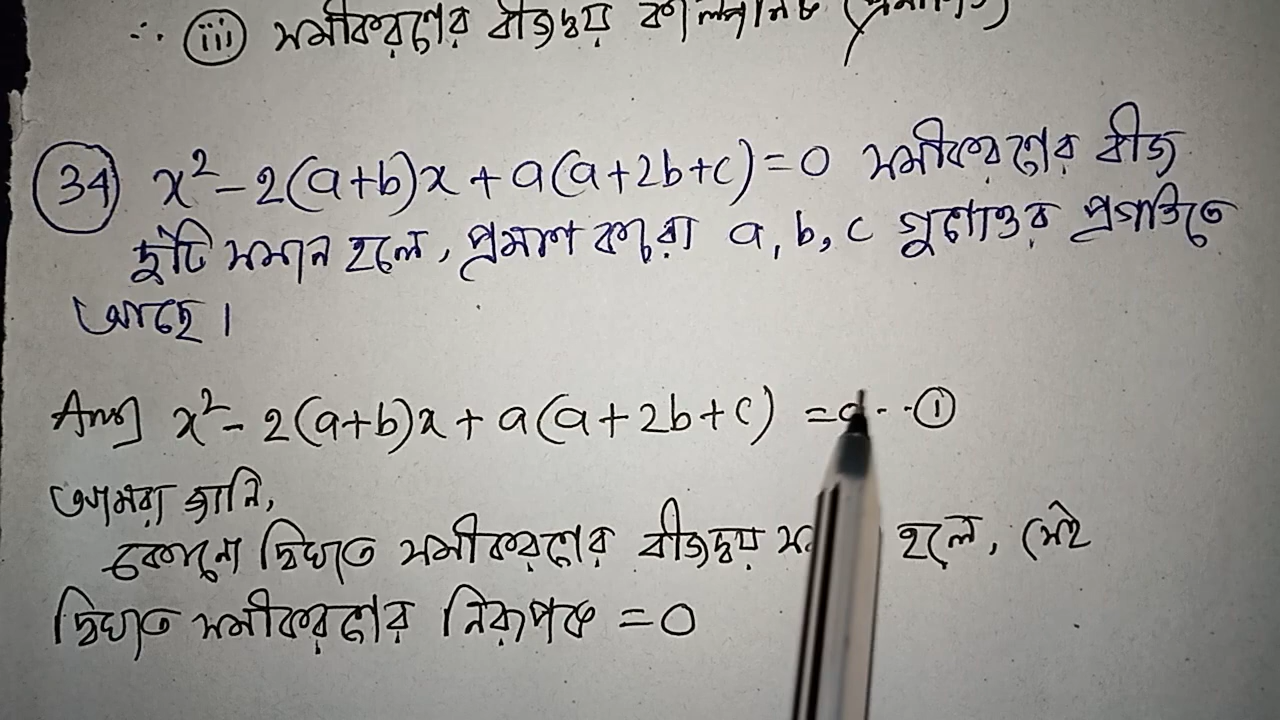 ∴ (iii) সমীকরণের বীজদ্বয় কাল্পনিক (প্রমাণিত)
(34) x² - 2(a+b)x + a(a+2b+c) = 0 সমীকরণের বীজ
দুটি সমান হলে, প্রমাণ করো a, b, c গুণোত্তর প্রগতিতে
আছে।
Ans) x² - 2(a+b)x + a(a+2b+c) = 0 - - (1)
আমরা জানি,
কোনো দ্বিঘাত সমীকরণের বীজদ্বয় হলে, সেই
দ্বিঘাত সমীকরণের নিরূপক = 0